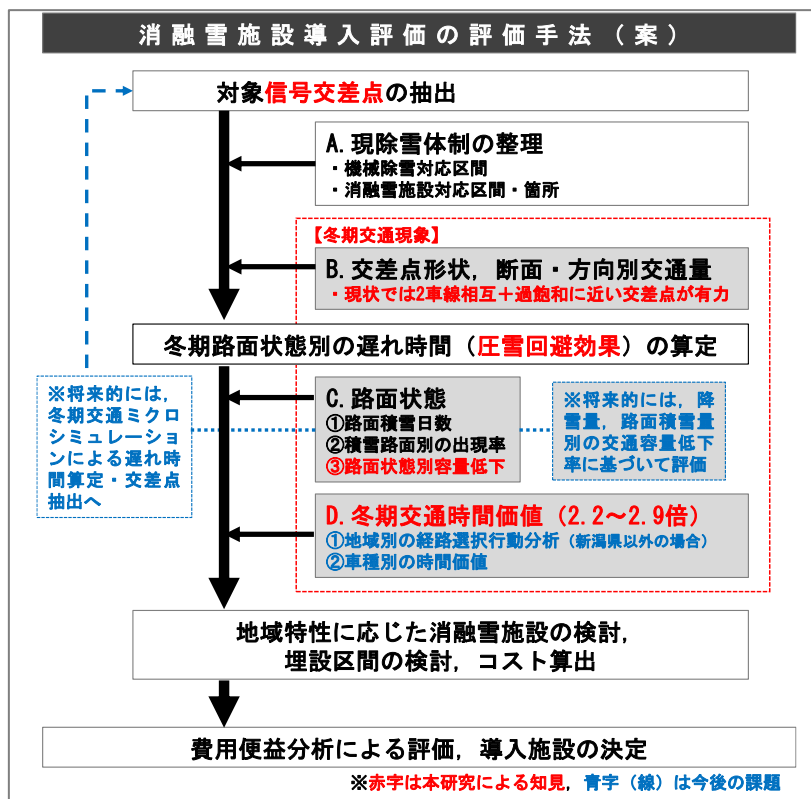 消融雪施設導入評価の評価手法（案）
対象信号交差点の抽出
A.現除雪体制の整理
・機械除雪対応区間
・消融雪施設対応区間・箇所
【冬期交通現象】
B.交差点形状，断面・方向別交通量
・現状では2車線相互＋過飽和に近い交差点が有力
冬期路面状態別の遅れ時間（圧雪回避効果）の算定
※将来的には，
冬期交通ミクロ
シミュレーショ
ンによる遅れ時
間算定・交差点
抽出へ
C.路面状態
①路面積雪日数
②積雪路面別の出現率
③路面状態別容量低下
※将来的には，降
雪量，路面積雪量
別の交通容量低下
率に基づいて評価
D.冬期交通時間価値（2.2～2.9倍）
①地域別の経路選択行動分析（新潟県以外の場合）
②車種別の時間価値
地域特性に応じた消融雪施設の検討，
埋設区間の検討，コスト算出
費用便益分析による評価，導入施設の決定
※赤字は本研究による知見，青字（線）は今後の課題